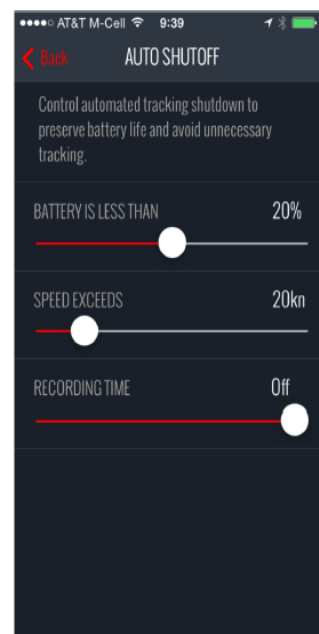 AT&T M-Cell 9:39
Back AUTO SHUTOFF
Control automated tracking shutdown to
preserve battery life and avoid unnecessary
tracking.
BATTERY IS LESS THAN 20%
SPEED EXCEEDS 20kn
RECORDING TIME Off